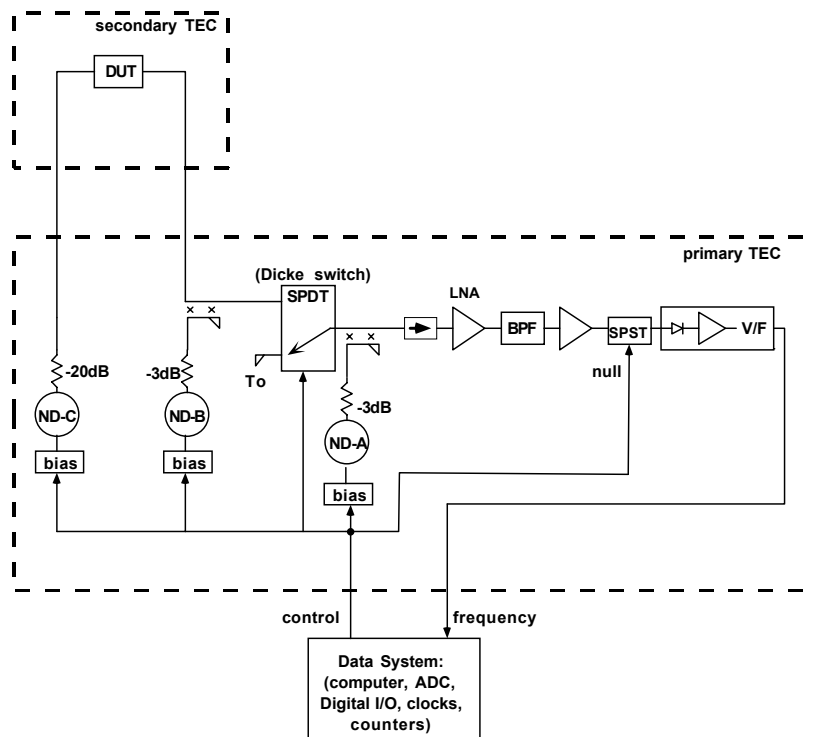 secondary TEC
DUT
primary TEC
(Dicke switch)
SPDT
LNA
BPF
SPST
V/F
null
To
-20dB
-3dB
-3dB
ND-C
ND-B
ND-A
bias
bias
bias
control
frequency
Data System:
(computer, ADC,
Digital I/O, clocks,
counters)